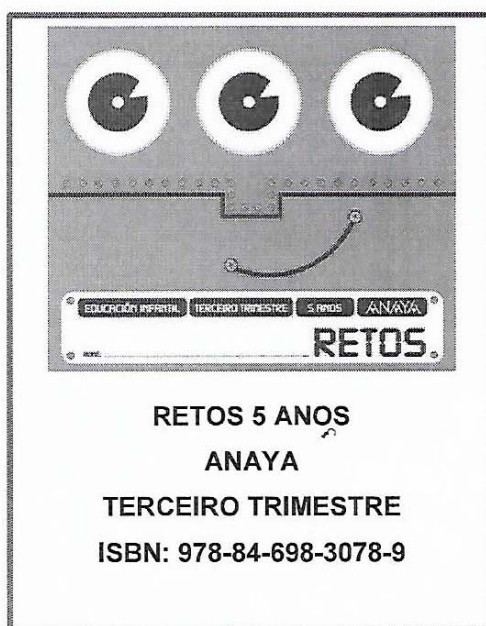 EDUCACIÓN INFANTIL TERCEIRO TRIMESTRE 5 ANOS ANAYA
NOME:
RETOS
RETOS 5 ANOS
ANAYA
TERCEIRO TRIMESTRE
ISBN: 978-84-698-3078-9